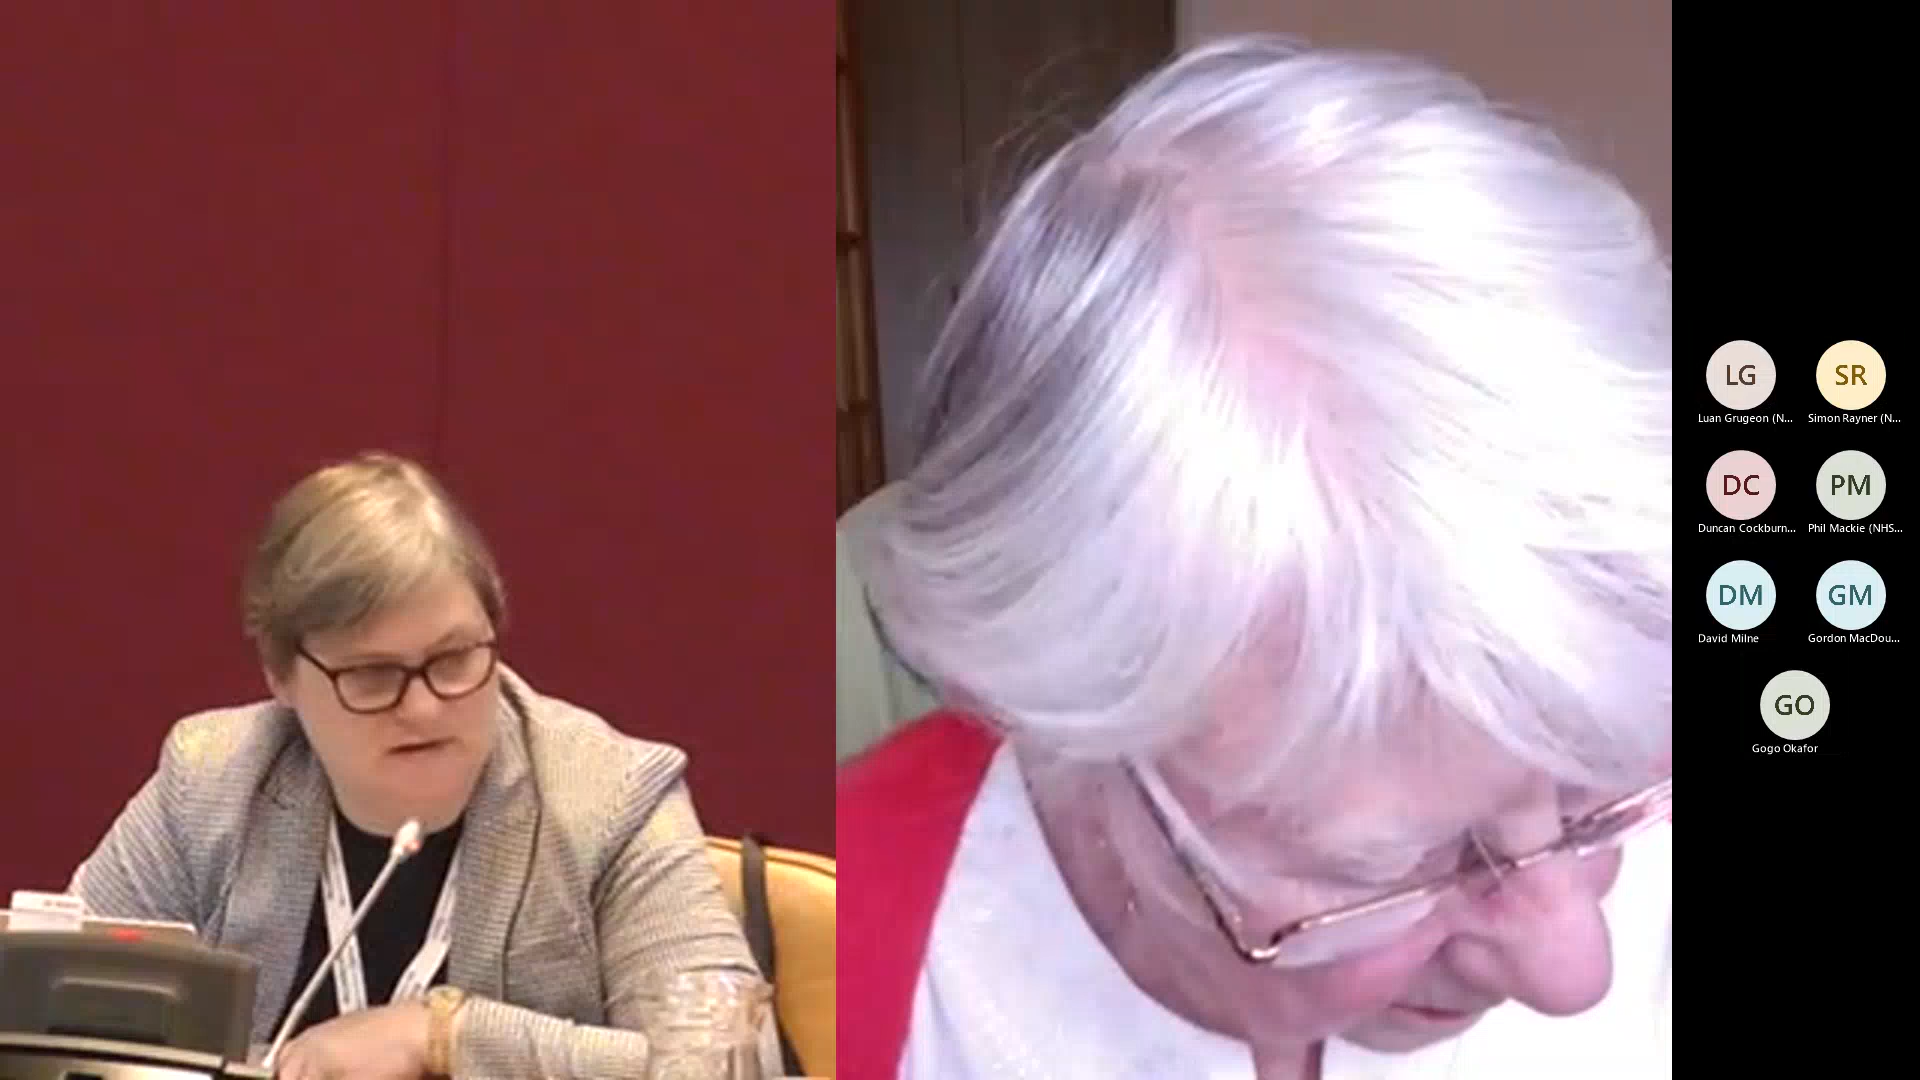 LG
SR
Luan Grugeon (N...
Simon Rayner (N...
DC
PM
Duncan Cockburn...
Phil Mackie (NHS...
DM
GM
David Milne
Gordon MacDou...
GO
Gogo Okafor